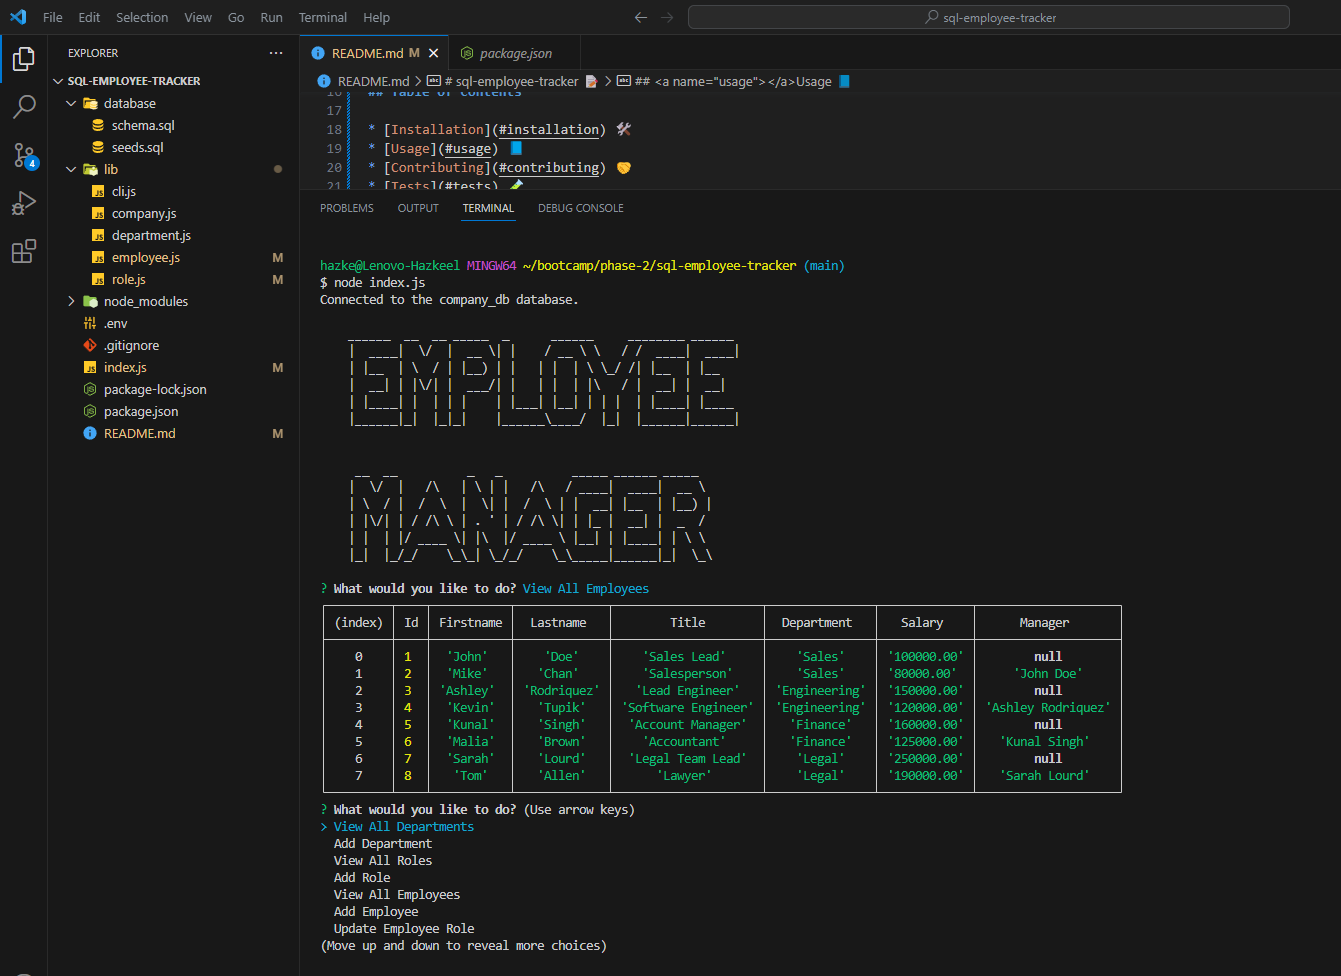 File Edit Selection View Go Run Terminal Help
sql-employee-tracker
EXPLORER
SQL-EMPLOYEE-TRACKER
database
schema.sql
seeds.sql
lib
cli.js
company.js
department.js
employee.js M
role.js M
node_modules
.env
.gitignore
index.js M
package-lock.json
package.json
README.md M
4
README.md M package.json
README.md > # sql-employee-tracker > ## <a name="usage"></a>Usage
16 ## Table of Contents
17
18 * [Installation](#installation)
19 * [Usage](#usage)
20 * [Contributing](#contributing)
21 * [Tests](#tests)
PROBLEMS OUTPUT TERMINAL DEBUG CONSOLE
hazke@Lenovo-Hazkeel MINGW64 ~/bootcamp/phase-2/sql-employee-tracker (main)
$ node index.js
Connected to the company_db database.
EMPLOYEE
MANAGER
? What would you like to do? View All Employees
(index) Id Firstname Lastname Title Department Salary Manager
0 1 'John' 'Doe' 'Sales Lead' 'Sales' '100000.00' null
1 2 'Mike' 'Chan' 'Salesperson' 'Sales' '80000.00' 'John Doe'
2 3 'Ashley' 'Rodriquez' 'Lead Engineer' 'Engineering' '150000.00' null
3 4 'Kevin' 'Tupik' 'Software Engineer' 'Engineering' '120000.00' 'Ashley Rodriquez'
4 5 'Kunal' 'Singh' 'Account Manager' 'Finance' '160000.00' null
5 6 'Malia' 'Brown' 'Accountant' 'Finance' '125000.00' 'Kunal Singh'
6 7 'Sarah' 'Lourd' 'Legal Team Lead' 'Legal' '250000.00' null
7 8 'Tom' 'Allen' 'Lawyer' 'Legal' '190000.00' 'Sarah Lourd'
? What would you like to do? (Use arrow keys)
> View All Departments
Add Department
View All Roles
Add Role
View All Employees
Add Employee
Update Employee Role
(Move up and down to reveal more choices)